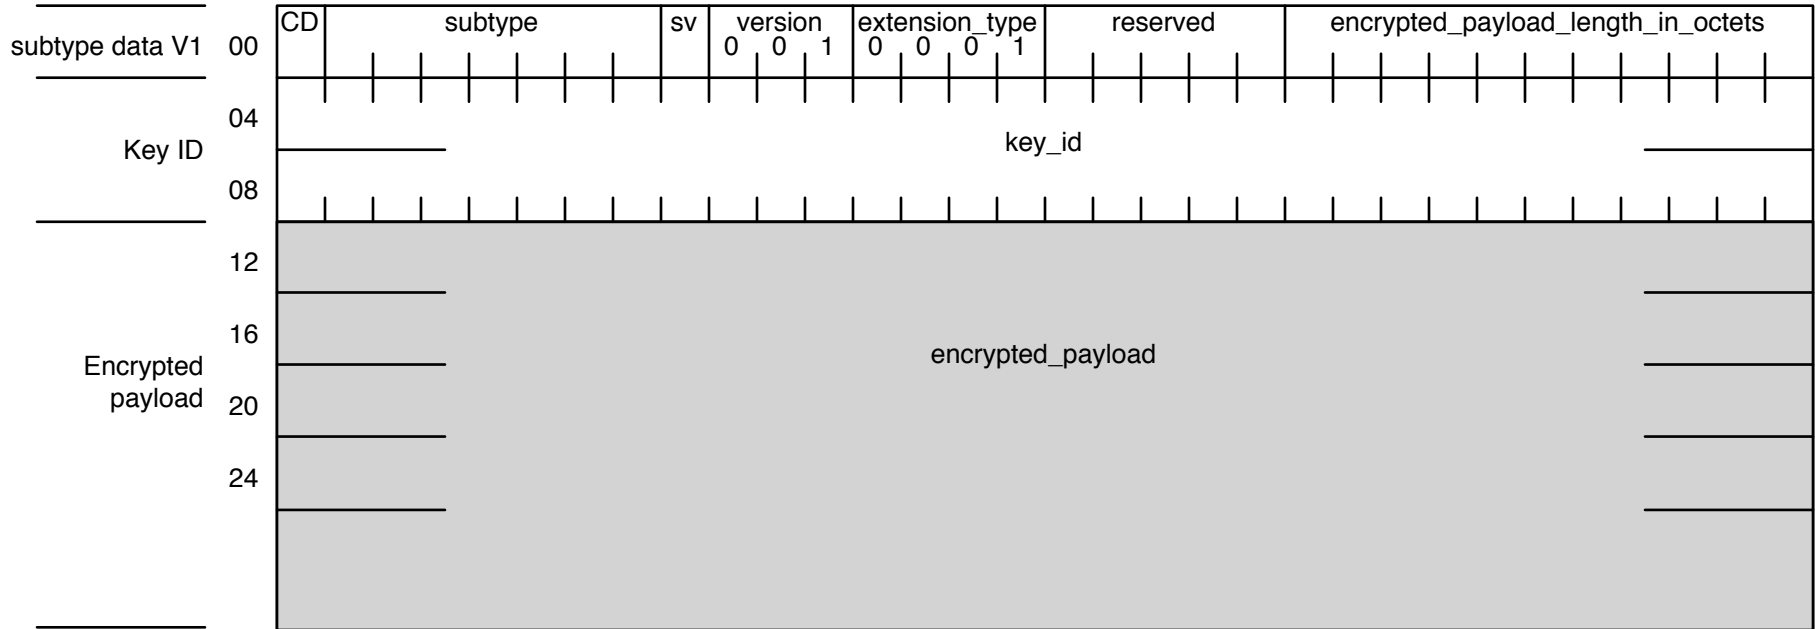 CD subtype sv version extension_type reserved encrypted_payload_length_in_octets
subtype data V1 00 0 0 1 0 0 0 1
04
Key ID key_id
08
12
16
encrypted_payload
Encrypted
payload
20
24